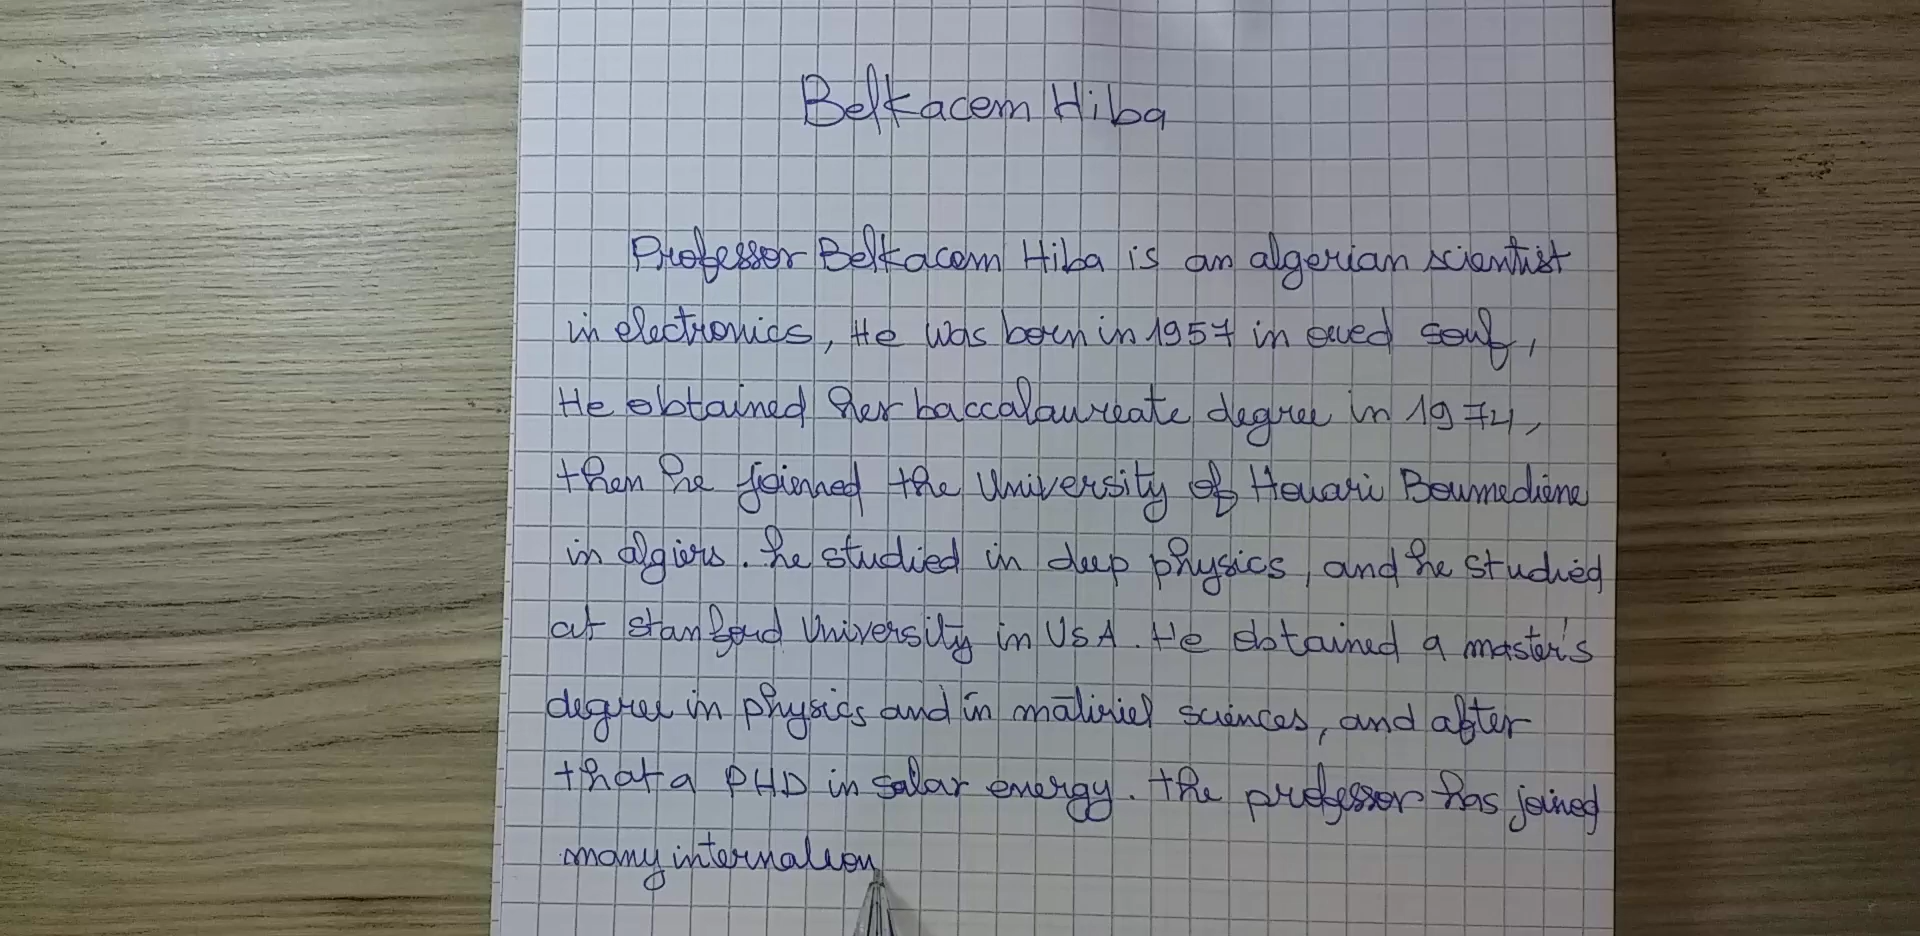 Belkacem Hiba
Professor Belkacem Hiba is an algerian scientist
in electronics, He was born in 1957 in oued souf,
He obtained her baccalaureate degree in 1974,
then he joienned the University of Houari Boumediene
in algiers. he studied in deep physics, and he studied
at stanford University in USA. He obtained a master's
degree in physics and in matiriel sciences, and after
that a PHD in solar energy. the professor has joined
many internation